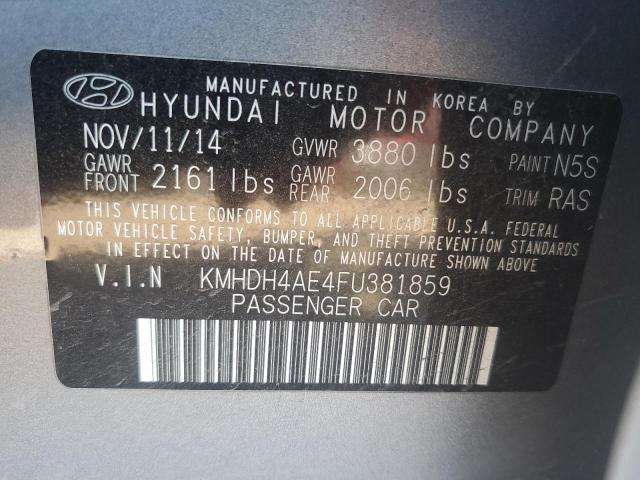 MANUFACTURED IN KOREA BY
HYUNDAI MOTOR COMPANY
NOV/11/14 GVWR 3880 lbs PAINT N5S
GAWR FRONT 2161 lbs GAWR REAR 2006 lbs TRIM RAS
THIS VEHICLE CONFORMS TO ALL APPLICABLE U.S.A. FEDERAL
MOTOR VEHICLE SAFETY, BUMPER, AND THEFT PREVENTION STANDARDS
IN EFFECT ON THE DATE OF MANUFACTURE SHOWN ABOVE
V.I.N KMHDH4AE4FU381859
PASSENGER CAR